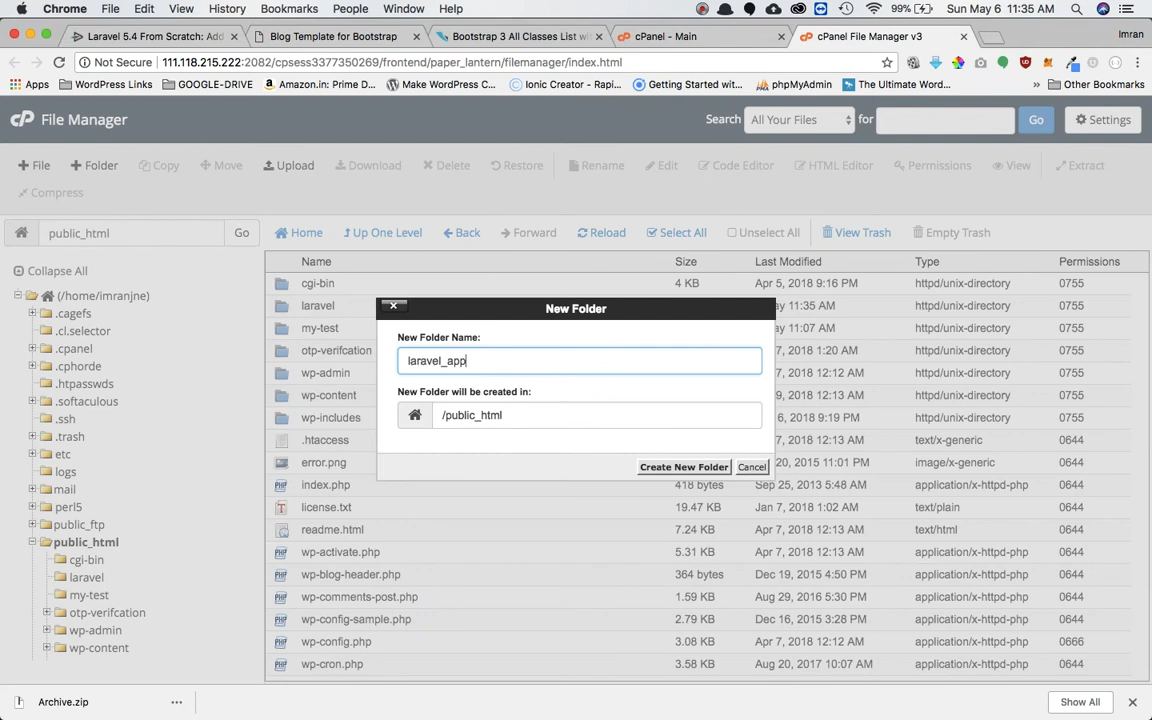 Chrome File Edit View History Bookmarks People Window Help 99% Sun May 6 11:35 AM
Laravel 5.4 From Scratch: Add × Blog Template for Bootstrap × Bootstrap 3 All Classes List wi × cP cPanel - Main × cP cPanel File Manager v3 × Imran
Not Secure 111.118.215.222:2082/cpsess3377350269/frontend/paper_lantern/filemanager/index.html
Apps WordPress Links GOOGLE-DRIVE Amazon.in: Prime D... Make WordPress C... Ionic Creator - Rapi... Getting Started wit... phpMyAdmin The Ultimate Word... » Other Bookmarks
cP File Manager Search All Your Files for Go Settings
+ File + Folder Copy Move Upload Download Delete Restore Rename Edit Code Editor HTML Editor Permissions View Extract
Compress
public_html Go Home Up One Level Back Forward Reload Select All Unselect All View Trash Empty Trash
Collapse All
(/home/imranjne)
.cagefs
.cl.selector
.cpanel
.cphorde
.htpasswds
.softaculous
.ssh
.trash
etc
logs
mail
perl5
public_ftp
public_html
cgi-bin
laravel
my-test
otp-verifcation
wp-admin
wp-content
Name Size Last Modified Type Permissions
cgi-bin 4 KB Apr 5, 2018 9:16 PM httpd/unix-directory 0755
laravel ay 11:35 AM httpd/unix-directory 0755
my-test ay 11:07 AM httpd/unix-directory 0755
otp-verifcation 7, 2018 1:20 AM httpd/unix-directory 0755
wp-admin 7, 2018 12:12 AM httpd/unix-directory 0755
wp-content 9, 2018 12:39 AM httpd/unix-directory 0755
wp-includes 6, 2018 9:19 PM httpd/unix-directory 0755
.htaccess 7, 2018 12:13 AM text/x-generic 0644
error.png 20, 2015 11:01 PM image/x-generic 0644
index.php 418 bytes Sep 25, 2013 5:48 AM application/x-httpd-php 0644
license.txt 19.47 KB Jan 7, 2018 1:02 AM text/plain 0644
readme.html 7.24 KB Apr 7, 2018 12:13 AM text/html 0644
wp-activate.php 5.31 KB Apr 7, 2018 12:13 AM application/x-httpd-php 0644
wp-blog-header.php 364 bytes Dec 19, 2015 4:50 PM application/x-httpd-php 0644
wp-comments-post.php 1.59 KB Aug 29, 2016 5:30 PM application/x-httpd-php 0644
wp-config-sample.php 2.79 KB Dec 16, 2015 3:28 PM application/x-httpd-php 0644
wp-config.php 3.08 KB Apr 7, 2018 12:12 AM application/x-httpd-php 0666
wp-cron.php 3.58 KB Aug 20, 2017 10:07 AM application/x-httpd-php 0644
New Folder
New Folder Name:
laravel_app
New Folder will be created in:
/public_html
Create New Folder Cancel
Archive.zip Show All